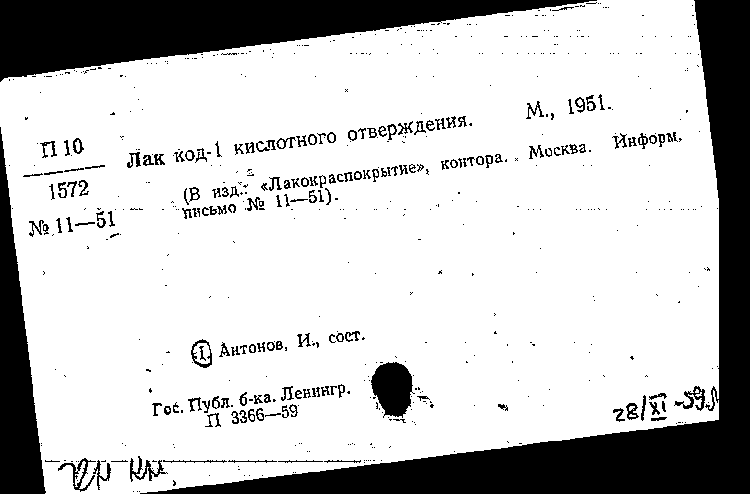 П 10
1572
№ 11—51
Лак код-1 кислотного отверждения. М., 1951.
(В изд.: «Лакокраспокрытие», контора. Москва. Информ.
письмо № 11—51).
I. Антонов, И., сост.
Гос. Публ. б-ка. Ленингр.
П 3366—59
28/XI-59г.